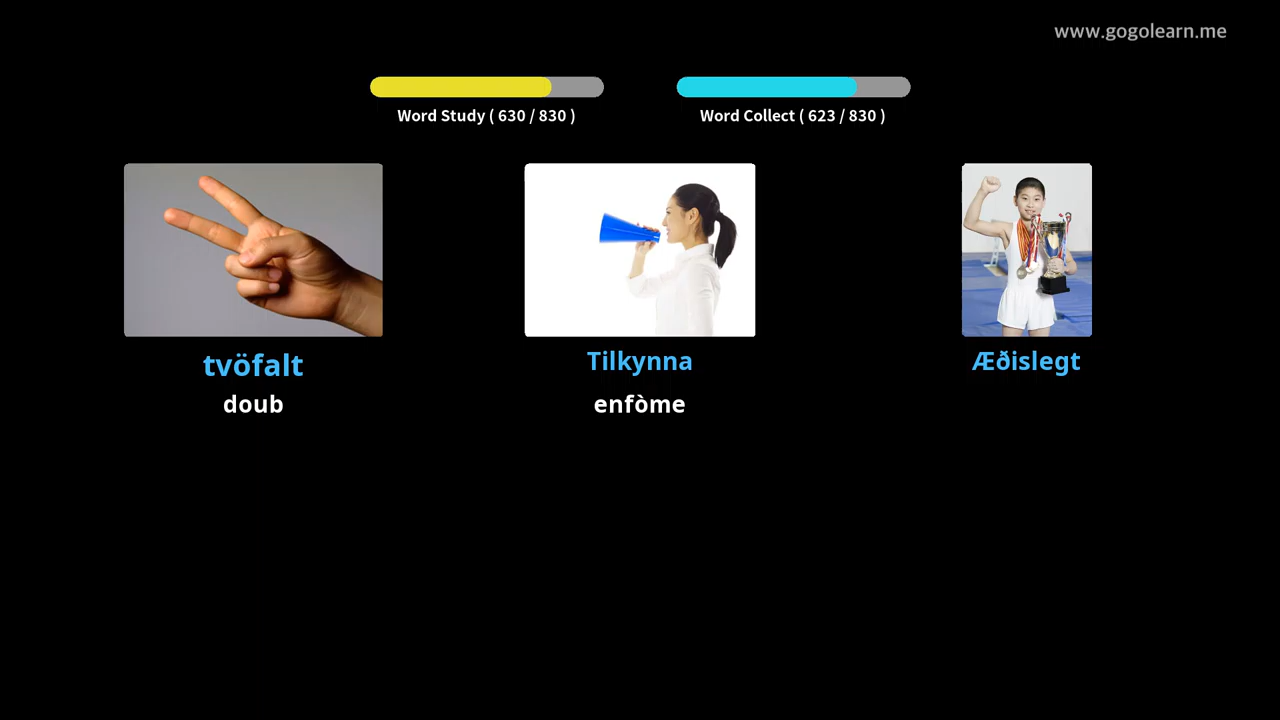 www.gogolearn.me
Word Study ( 630 / 830 )
Word Collect ( 623 / 830 )
tvöfalt
doub
Tilkynna
enfòme
Æðislegt